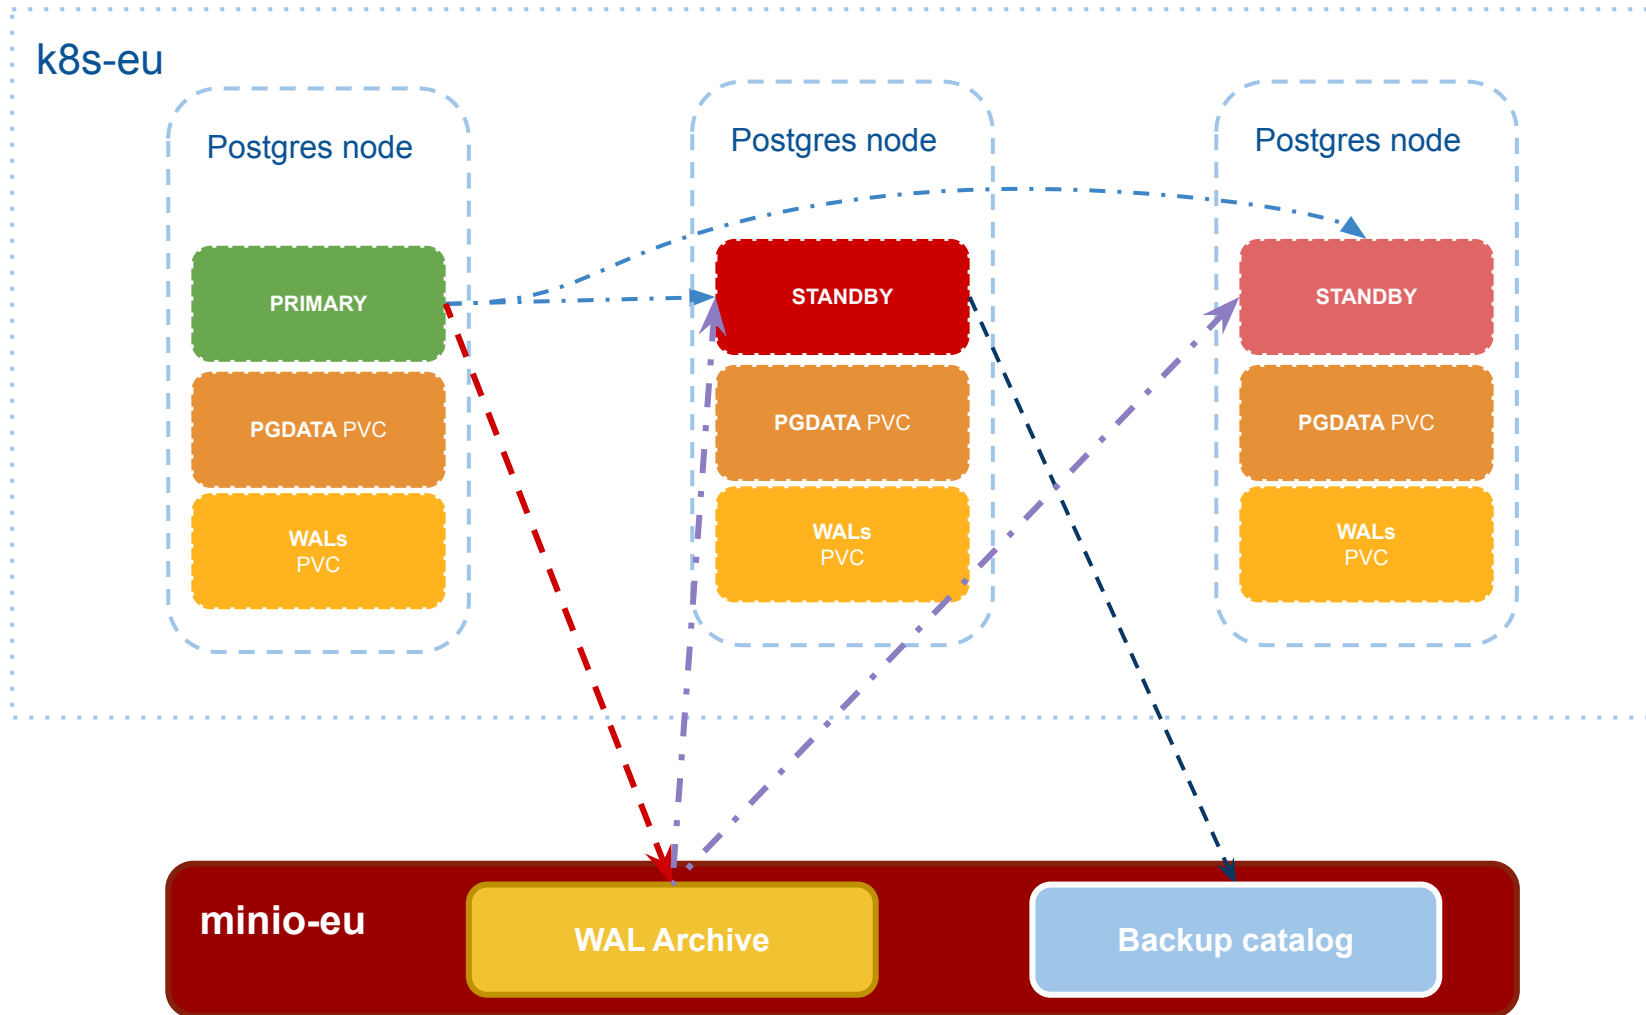 k8s-eu
Postgres node
PRIMARY
PGDATA PVC
WALs
PVC
Postgres node
STANDBY
PGDATA PVC
WALs
PVC
Postgres node
STANDBY
PGDATA PVC
WALs
PVC
minio-eu
WAL Archive
Backup catalog